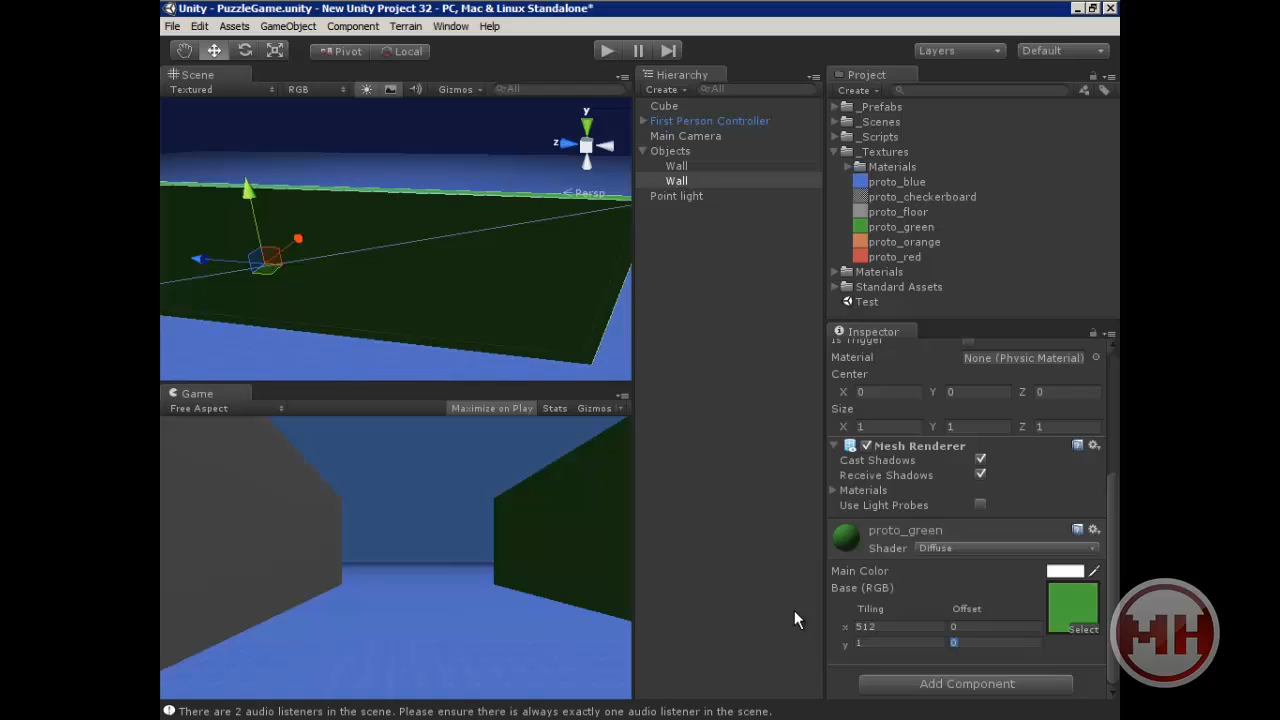 Unity - PuzzleGame.unity - New Unity Project 32 - PC, Mac & Linux Standalone*
File Edit Assets GameObject Component Terrain Window Help
Pivot Local Layers Default
Scene
Textured RGB Gizmos All
y
z
Persp
Game
Free Aspect Maximize on Play Stats Gizmos
Hierarchy
Create All
Cube
First Person Controller
Main Camera
Objects
Wall
Wall
Point light
Project
Create
_Prefabs
_Scenes
_Scripts
_Textures
Materials
proto_blue
proto_checkerboard
proto_floor
proto_green
proto_orange
proto_red
Materials
Standard Assets
Test
Inspector
Is Trigger
Material None (Physic Material)
Center
X 0 Y 0 Z 0
Size
X 1 Y 1 Z 1
Mesh Renderer
Cast Shadows
Receive Shadows
Materials
Use Light Probes
proto_green
Shader Diffuse
Main Color
Base (RGB)
Tiling Offset
x 512 0
y 1 0
Select
Add Component
MH
There are 2 audio listeners in the scene. Please ensure there is always exactly one audio listener in the scene.